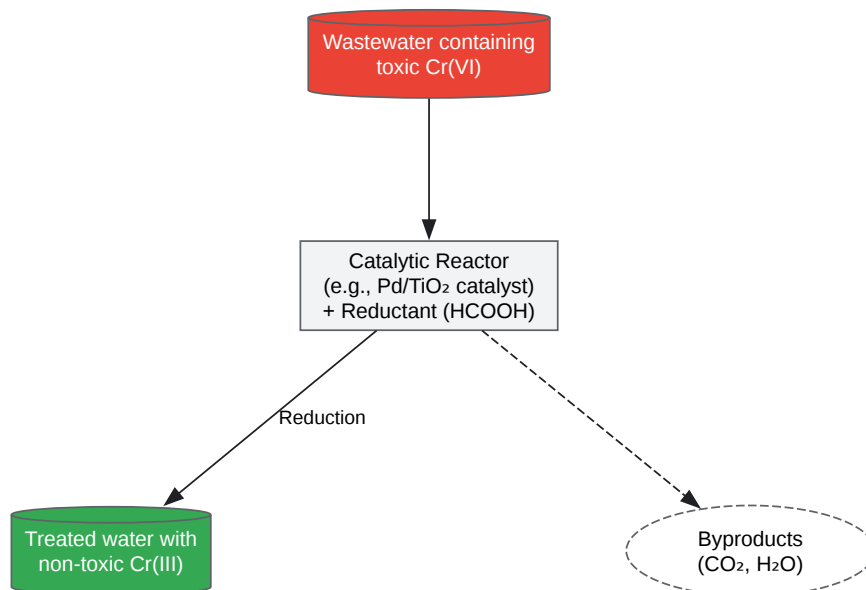 Wastewater containing
toxic Cr(VI)
Catalytic Reactor
(e.g., Pd/TiO₂ catalyst)
+ Reductant (HCOOH)
Reduction
Treated water with
non-toxic Cr(III)
Byproducts
(CO₂, H₂O)